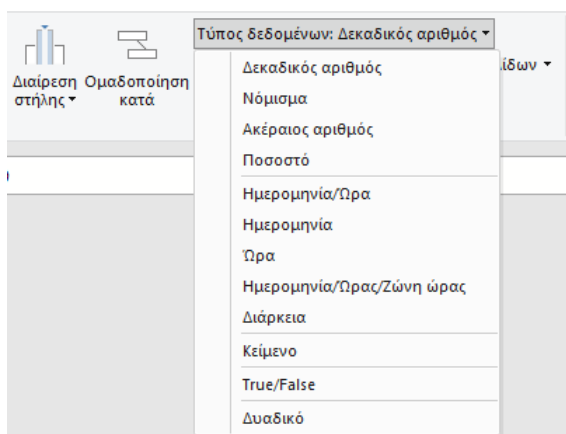 Τύπος δεδομένων: Δεκαδικός αριθμός
Διαίρεση στήλης
Ομαδοποίηση κατά
Δεκαδικός αριθμός
Νόμισμα
Ακέραιος αριθμός
Ποσοστό
Ημερομηνία/Ώρα
Ημερομηνία
Ώρα
Ημερομηνία/Ώρας/Ζώνη ώρας
Διάρκεια
Κείμενο
True/False
Δυαδικό